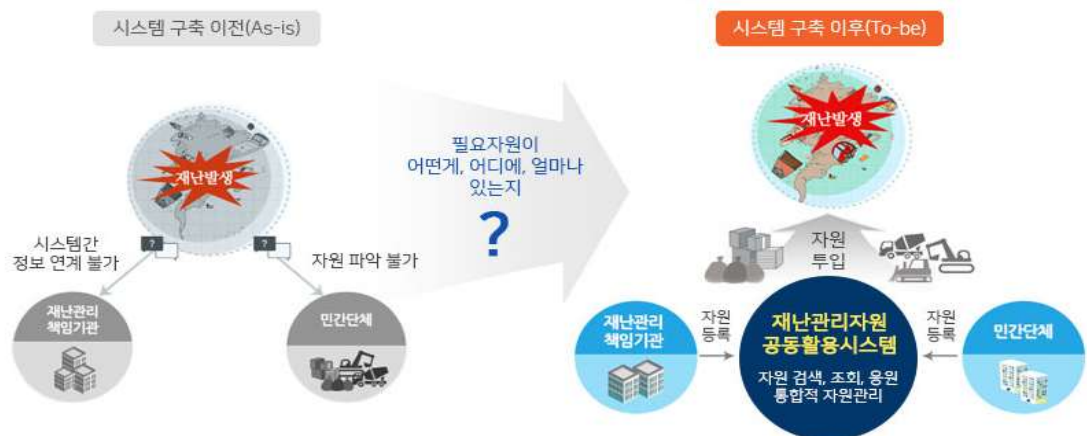 시스템 구축 이전(As-is)
재난발생
?
?
시스템간
정보 연계 불가
자원 파악 불가
재난관리
책임기관
민간단체
필요자원이
어떤게, 어디에, 얼마나
있는지
?
시스템 구축 이후(To-be)
재난발생
자원
투입
재난관리
책임기관
자원
등록
재난관리자원
공동활용시스템
자원 검색, 조회, 응원
통합적 자원관리
자원
등록
민간단체